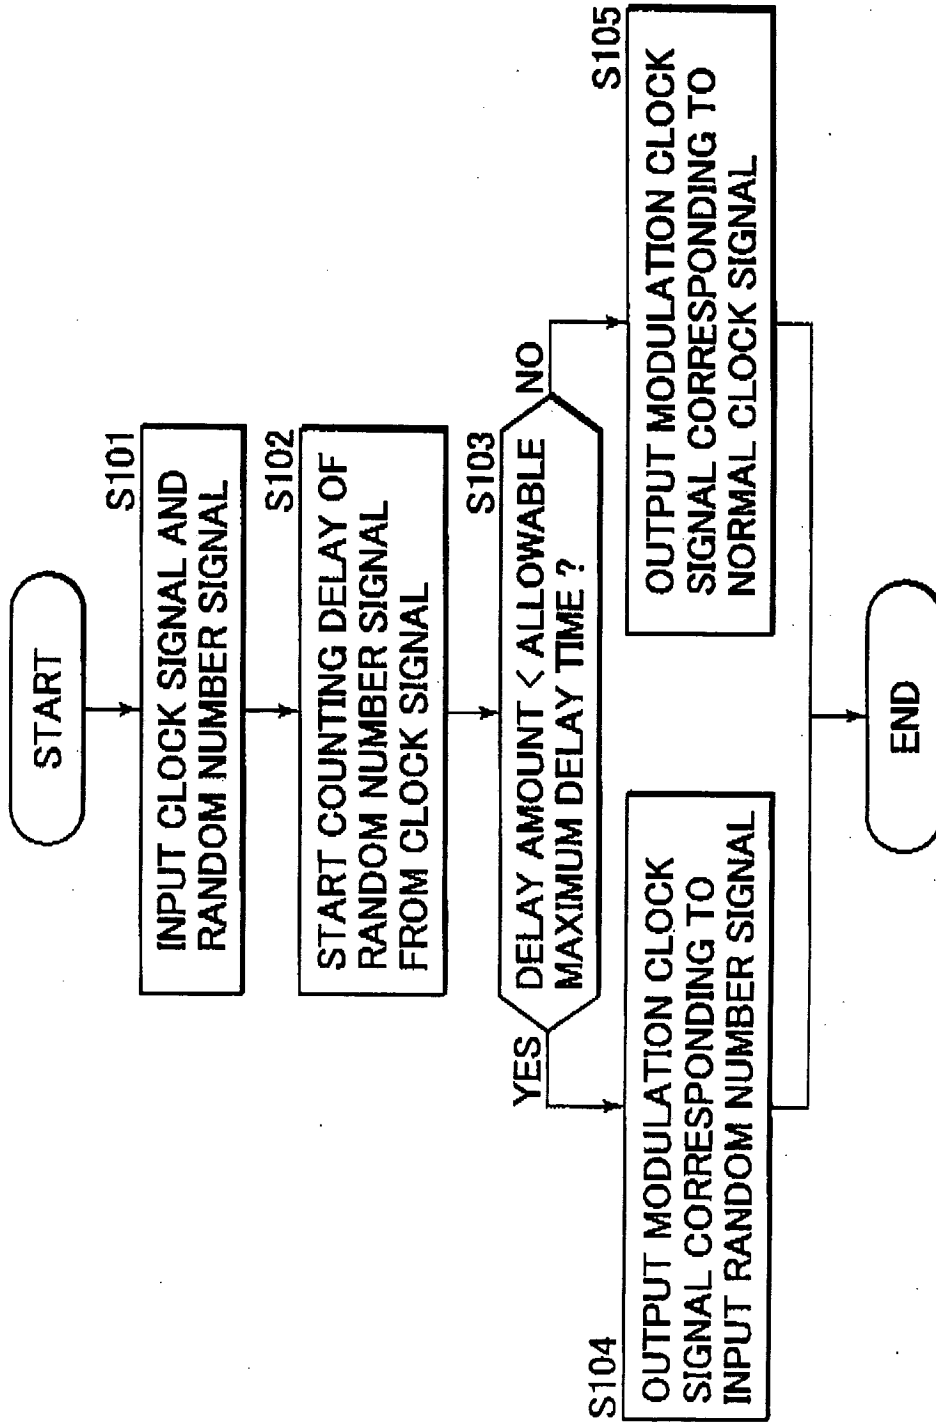 START
S101
INPUT CLOCK SIGNAL AND
RANDOM NUMBER SIGNAL
S102
START COUNTING DELAY OF
RANDOM NUMBER SIGNAL
FROM CLOCK SIGNAL
S103
DELAY AMOUNT < ALLOWABLE
MAXIMUM DELAY TIME ?
YES
NO
S104
OUTPUT MODULATION CLOCK
SIGNAL CORRESPONDING TO
INPUT RANDOM NUMBER SIGNAL
S105
OUTPUT MODULATION CLOCK
SIGNAL CORRESPONDING TO
NORMAL CLOCK SIGNAL
END